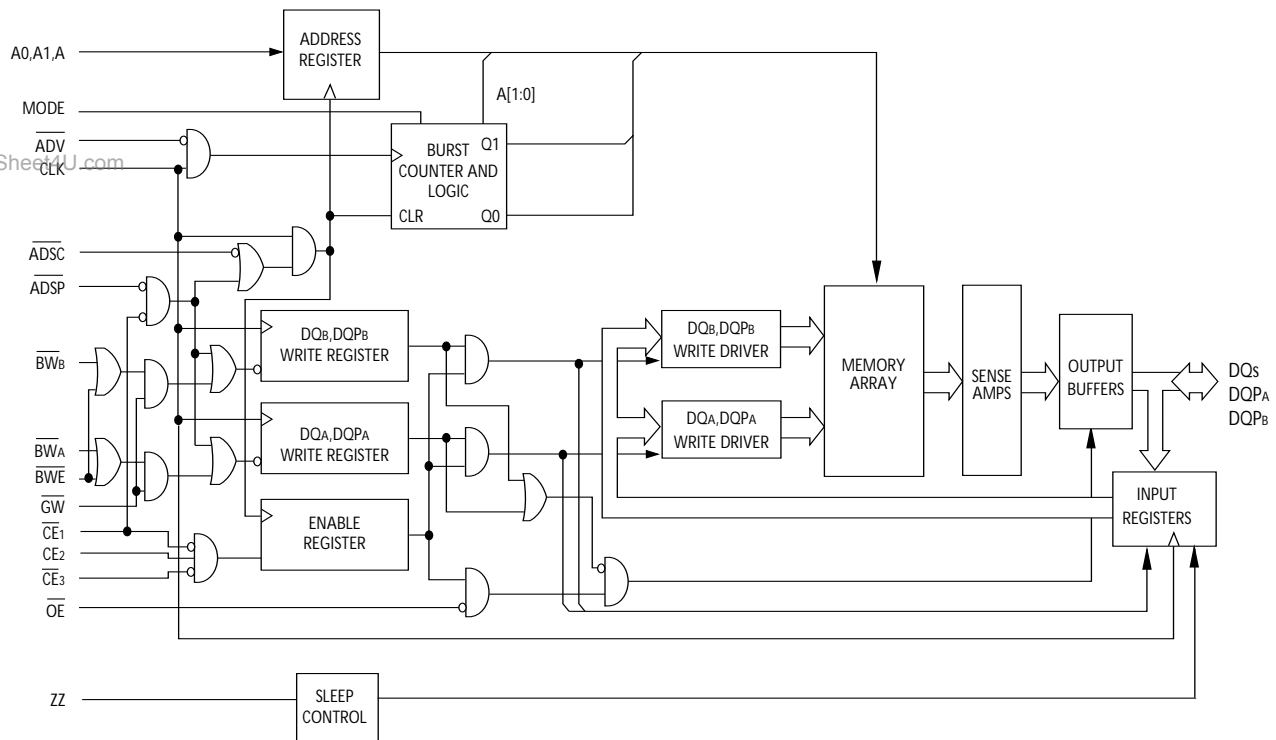 A0,A1,A
ADDRESS
REGISTER
A[1:0]
MODE
ADV
Sheet4U.com
CLK
BURST
COUNTER AND
LOGIC
Q1
CLR
Q0
ADSC
ADSP
DQB,DQPB
WRITE REGISTER
DQB,DQPB
WRITE DRIVER
MEMORY
ARRAY
SENSE
AMPS
OUTPUT
BUFFERS
DQs
DQPA
DQPB
BWB
DQA,DQPA
WRITE REGISTER
DQA,DQPA
WRITE DRIVER
BWA
BWE
GW
INPUT
REGISTERS
ENABLE
REGISTER
CE1
CE2
CE3
OE
ZZ
SLEEP
CONTROL